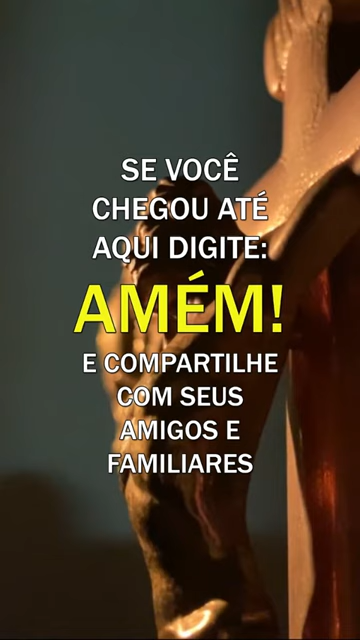 SE VOCÊ
CHEGOU ATÉ
AQUI DIGITE:
AMÉM!
E COMPARTILHE
COM SEUS
AMIGOS E
FAMILIARES